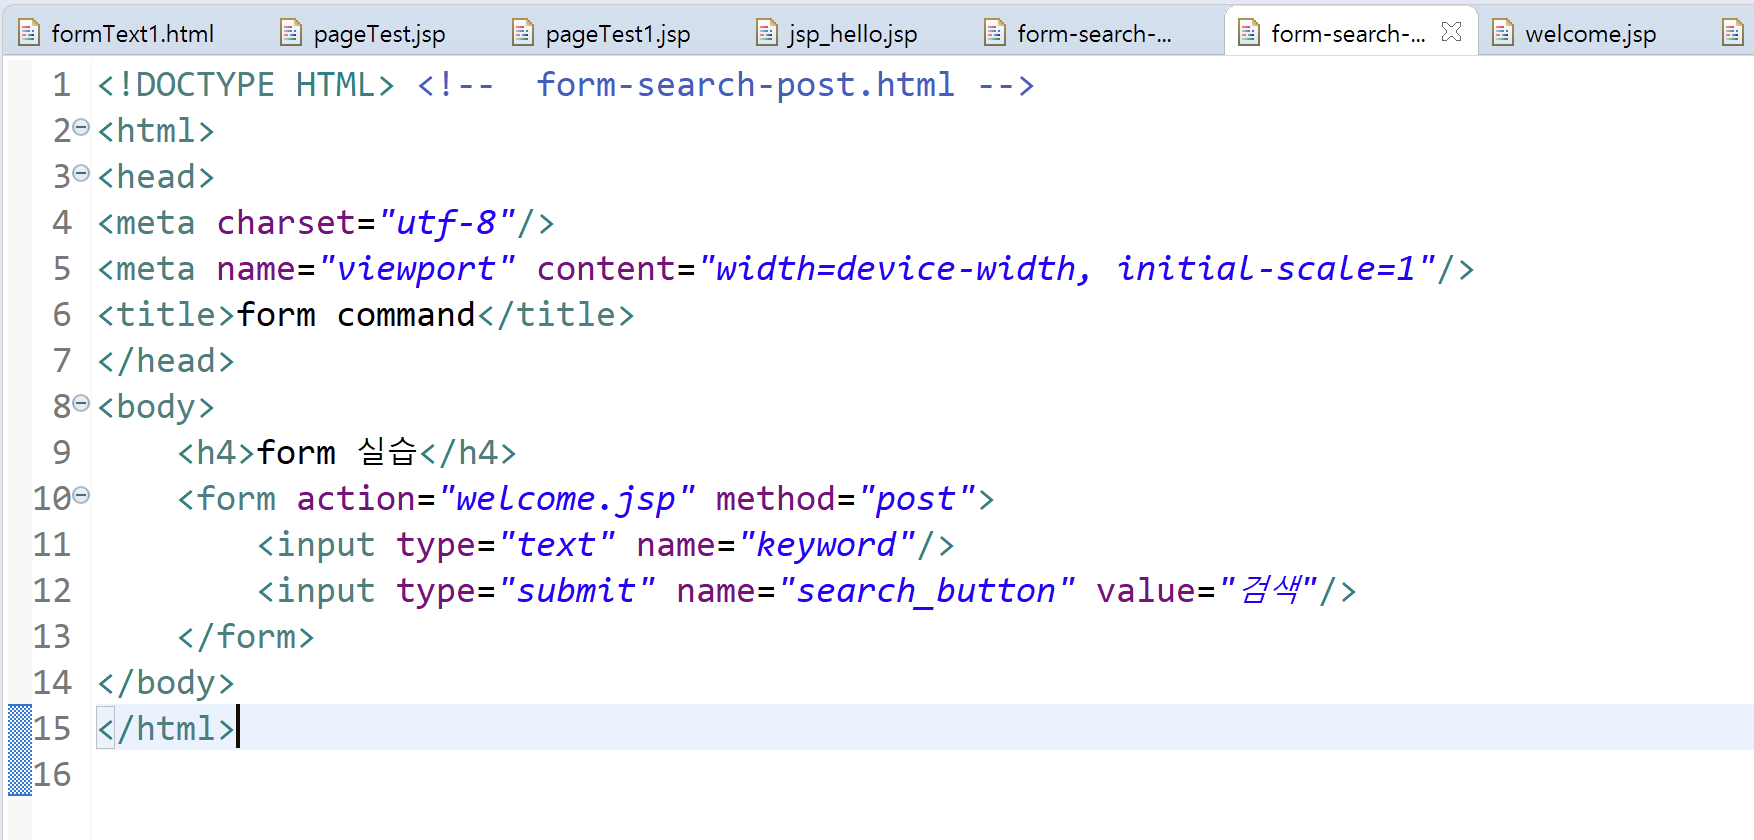 formText1.html pageTest.jsp pageTest1.jsp jsp_hello.jsp form-search-... form-search-... welcome.jsp
1 <!DOCTYPE HTML> <!--  form-search-post.html -->
2 <html>
3 <head>
4 <meta charset="utf-8"/>
5 <meta name="viewport" content="width=device-width, initial-scale=1"/>
6 <title>form command</title>
7 </head>
8 <body>
9     <h4>form 실습</h4>
10     <form action="welcome.jsp" method="post">
11         <input type="text" name="keyword"/>
12         <input type="submit" name="search_button" value="검색"/>
13     </form>
14 </body>
15 </html>
16